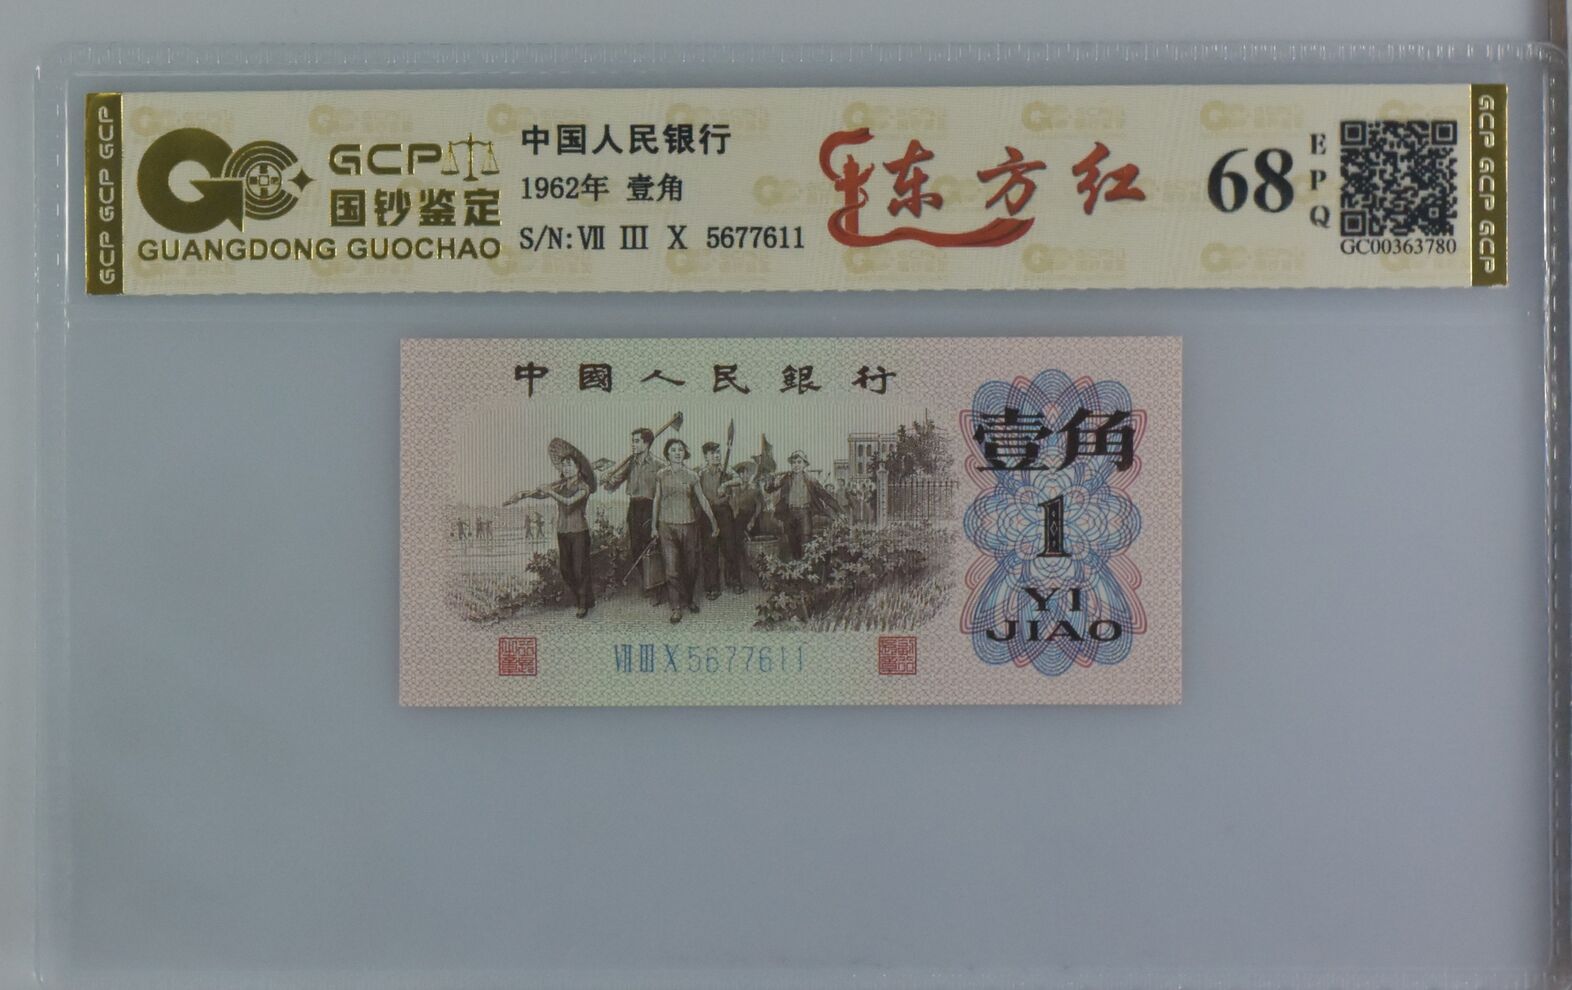 GCP GCP GCP
GCP
国钞鉴定
GUANGDONG GUOCHAO
中国人民银行
1962年 壹角
S/N: Ⅶ Ⅲ Ⅹ 5677611
东方红
68
EPQ
GC00363780
GCP GCP GCP
中國人民銀行
壹角
1
YI
JIAO
Ⅶ Ⅲ Ⅹ 5677611